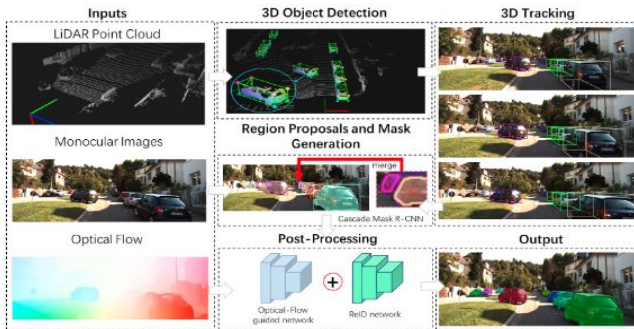 Inputs
3D Object Detection
3D Tracking
LiDAR Point Cloud
Monocular Images
Region Proposals and Mask
Generation
merge
Cascade Mask R-CNN
Optical Flow
Post-Processing
Output
Optical-Flow
guided network
ReID network